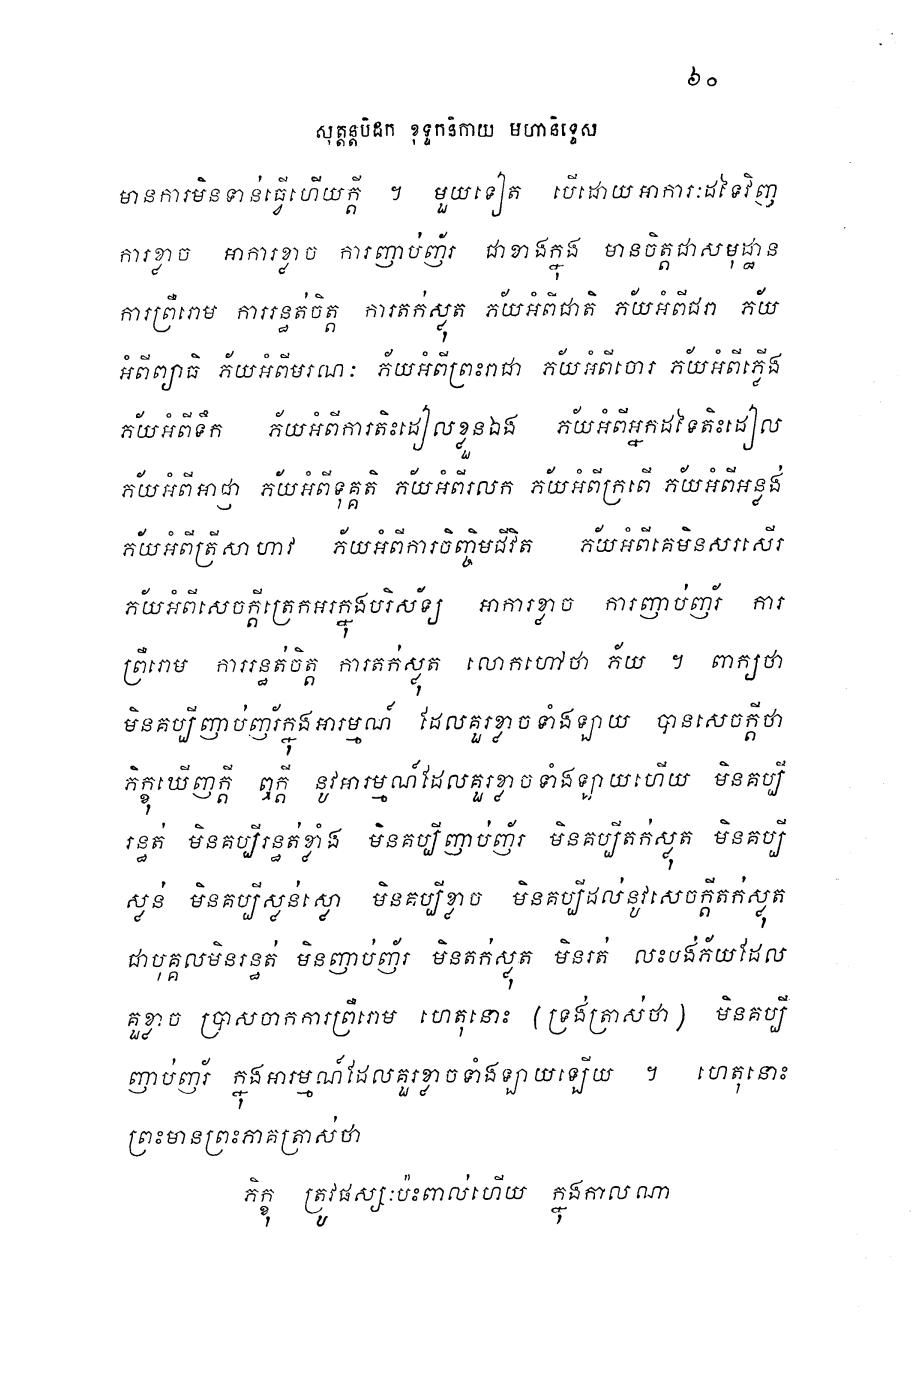 ៦០
សុត្តន្តបិដក ខុទ្ទកនិកាយ មហានិទ្ទេស
មានការមិនទាន់ធ្វើហើយក្តី ។ មួយទៀត បើដោយអាការៈដទៃវិញ
ការខ្លាច អាការខ្លាច ការញាប់ញ័រ ជាខាងក្នុង មានចិត្តជាសមុដ្ឋាន
ការព្រឺរោម ការរន្ធត់ចិត្ត ការតក់ស្លុត ភ័យអំពីជាតិ ភ័យអំពីជរា ភ័យ
អំពីព្យាធិ ភ័យអំពីមរណៈ ភ័យអំពីព្រះរាជា ភ័យអំពីចោរ ភ័យអំពីភ្លើង
ភ័យអំពីទឹក ភ័យអំពីការតិះដៀលខ្លួនឯង ភ័យអំពីអ្នកដទៃតិះដៀល
ភ័យអំពីអាជ្ញា ភ័យអំពីទុគ្គតិ ភ័យអំពីរលក ភ័យអំពីក្រពើ ភ័យអំពីអន្លង់
ភ័យអំពីត្រីសាហាវ ភ័យអំពីការចិញ្ចឹមជីវិត ភ័យអំពីគេមិនសរសើរ
ភ័យអំពីសេចក្តីត្រេកអរក្នុងបរិស័ទ្យ អាការខ្លាច ការញាប់ញ័រ ការ
ព្រឺរោម ការរន្ធត់ចិត្ត ការតក់ស្លុត លោកហៅថា ភ័យ ។ ពាក្យថា
មិនគប្បីញាប់ញ័រក្នុងអារម្មណ៍ ដែលគួរខ្លាចទាំងឡាយ បានសេចក្តីថា
ភិក្ខុឃើញក្តី ឮក្តី នូវអារម្មណ៍ដែលគួរខ្លាចទាំងឡាយហើយ មិនគប្បី
រន្ធត់ មិនគប្បីរន្ធត់ខ្លាំង មិនគប្បីញាប់ញ័រ មិនគប្បីតក់ស្លុត មិនគប្បី
ស្លន់ មិនគប្បីស្លន់ស្លោ មិនគប្បីខ្លាច មិនគប្បីដល់នូវសេចក្តីតក់ស្លុត
ជាបុគ្គលមិនរន្ធត់ មិនញាប់ញ័រ មិនតក់ស្លុត មិនរត់ លះបង់ភ័យដែល
គួខ្លាច ប្រាសចាកការព្រឺរោម ហេតុនោះ (ទ្រង់ត្រាស់ថា) មិនគប្បី
ញាប់ញ័រ ក្នុងអារម្មណ៍ដែលគួរខ្លាចទាំងឡាយឡើយ ។ ហេតុនោះ
ព្រះមានព្រះភាគត្រាស់ថា
ភិក្ខុ ត្រូវផស្សៈប៉ះពាល់ហើយ ក្នុងកាលណា